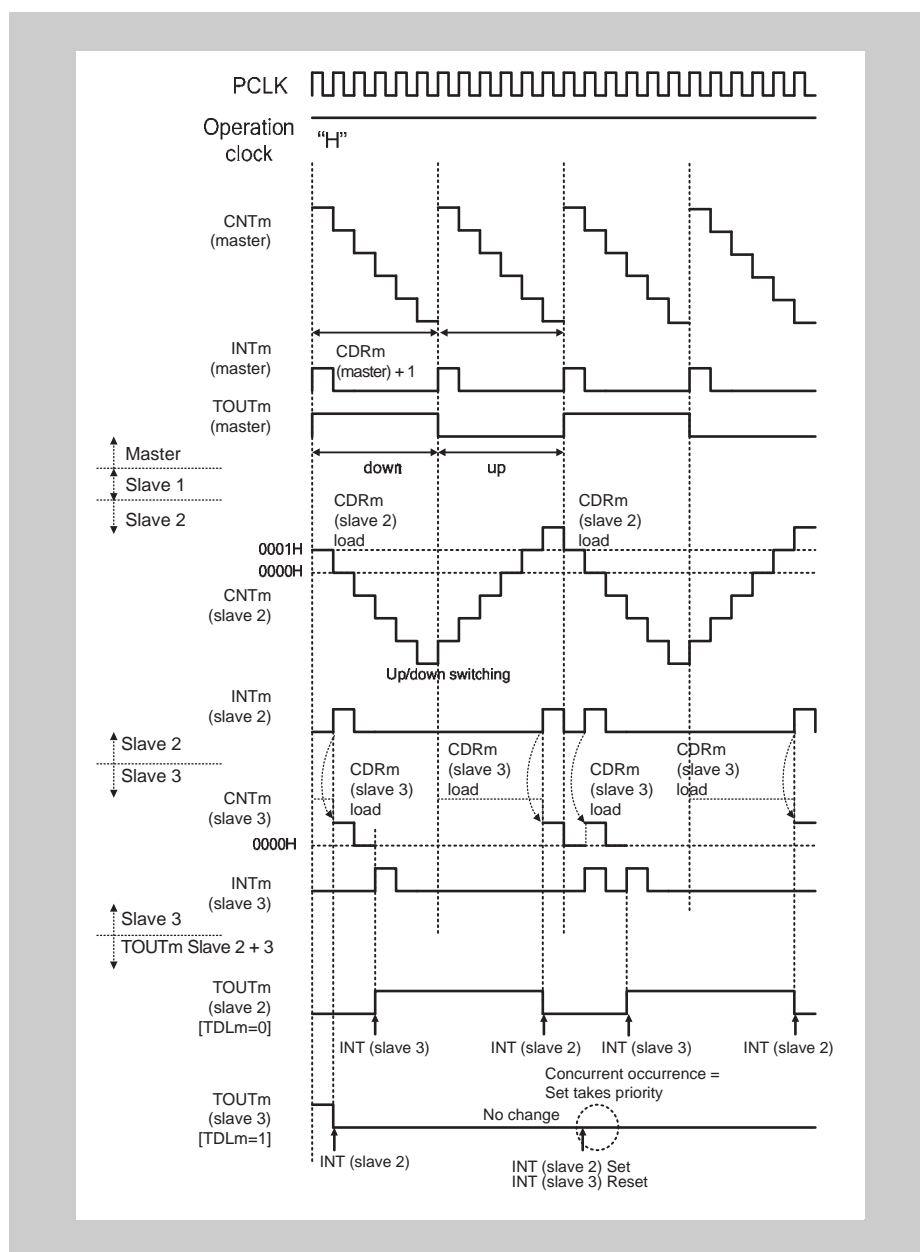 PCLK
Operation
clock
“H”
CNTm
(master)
INTm
(master)
CDRm
(master) + 1
TOUTm
(master)
Master
Slave 1
Slave 2
down
up
CDRm
(slave 2)
load
CDRm
(slave 2)
load
0001H
0000H
CNTm
(slave 2)
Up/down switching
INTm
(slave 2)
Slave 2
Slave 3
CDRm
(slave 3)
load
CDRm
(slave 3)
load
CDRm
(slave 3)
load
CDRm
(slave 3)
load
CNTm
(slave 3)
0000H
INTm
(slave 3)
Slave 3
TOUTm Slave 2 + 3
TOUTm
(slave 2)
[TDLm=0]
INT (slave 3)
INT (slave 2)
INT (slave 3)
INT (slave 2)
Concurrent occurrence =
Set takes priority
TOUTm
(slave 3)
[TDLm=1]
No change
INT (slave 2)
INT (slave 2) Set
INT (slave 3) Reset